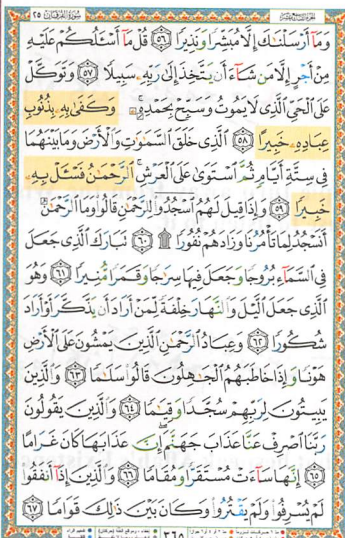 الجزء التاسع عشر سورة الفرقان ٢٥
وَمَآ أَرْسَلْنَٰكَ إِلَّا مُبَشِّرًا وَنَذِيرًا ٥٦ قُلْ مَآ أَسْـَٔلُكُمْ عَلَيْهِ
مِنْ أَجْرٍ إِلَّا مَن شَآءَ أَن يَتَّخِذَ إِلَىٰ رَبِّهِۦ سَبِيلًا ٥٧ وَتَوَكَّلْ
عَلَى ٱلْحَىِّ ٱلَّذِى لَا يَمُوتُ وَسَبِّحْ بِحَمْدِهِۦ ۚ وَكَفَىٰ بِهِۦ بِذُنُوبِ
عِبَادِهِۦ خَبِيرًا ٥٨ ٱلَّذِى خَلَقَ ٱلسَّمَٰوَٰتِ وَٱلْأَرْضَ وَمَا بَيْنَهُمَا
فِى سِتَّةِ أَيَّامٍ ثُمَّ ٱسْتَوَىٰ عَلَى ٱلْعَرْشِ ۚ ٱلرَّحْمَٰنُ فَسْـَٔلْ بِهِۦ
خَبِيرًا ٥٩ وَإِذَا قِيلَ لَهُمُ ٱسْجُدُوا۟ لِلرَّحْمَٰنِ قَالُوا۟ وَمَا ٱلرَّحْمَٰنُ
أَنَسْجُدُ لِمَا تَأْمُرُنَا وَزَادَهُمْ نُفُورًا ۩ ٦٠ تَبَارَكَ ٱلَّذِى جَعَلَ
فِى ٱلسَّمَآءِ بُرُوجًا وَجَعَلَ فِيهَا سِرَٰجًا وَقَمَرًا مُّنِيرًا ٦١ وَهُوَ
ٱلَّذِى جَعَلَ ٱلَّيْلَ وَٱلنَّهَارَ خِلْفَةً لِّمَنْ أَرَادَ أَن يَذَّكَّرَ أَوْ أَرَادَ
شُكُورًا ٦٢ وَعِبَادُ ٱلرَّحْمَٰنِ ٱلَّذِينَ يَمْشُونَ عَلَى ٱلْأَرْضِ
هَوْنًا وَإِذَا خَاطَبَهُمُ ٱلْجَٰهِلُونَ قَالُوا۟ سَلَٰمًا ٦٣ وَٱلَّذِينَ
يَبِيتُونَ لِرَبِّهِمْ سُجَّدًا وَقِيَٰمًا ٦٤ وَٱلَّذِينَ يَقُولُونَ
رَبَّنَا ٱصْرِفْ عَنَّا عَذَابَ جَهَنَّمَ ۖ إِنَّ عَذَابَهَا كَانَ غَرَامًا
٦٥ إِنَّهَا سَآءَتْ مُسْتَقَرًّا وَمُقَامًا ٦٦ وَٱلَّذِينَ إِذَآ أَنفَقُوا۟
لَمْ يُسْرِفُوا۟ وَلَمْ يَقْتُرُوا۟ وَكَانَ بَيْنَ ذَٰلِكَ قَوَامًا ٦٧
٣٦٥